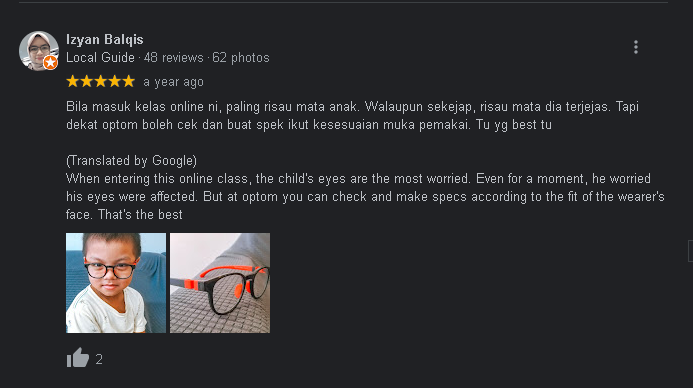 Izyan Balqis
Local Guide · 48 reviews · 62 photos
a year ago
Bila masuk kelas online ni, paling risau mata anak. Walaupun sekejap, risau mata dia terjejas. Tapi
dekat optom boleh cek dan buat spek ikut kesesuaian muka pemakai. Tu yg best tu
(Translated by Google)
When entering this online class, the child's eyes are the most worried. Even for a moment, he worried
his eyes were affected. But at optom you can check and make specs according to the fit of the wearer's
face. That's the best
2